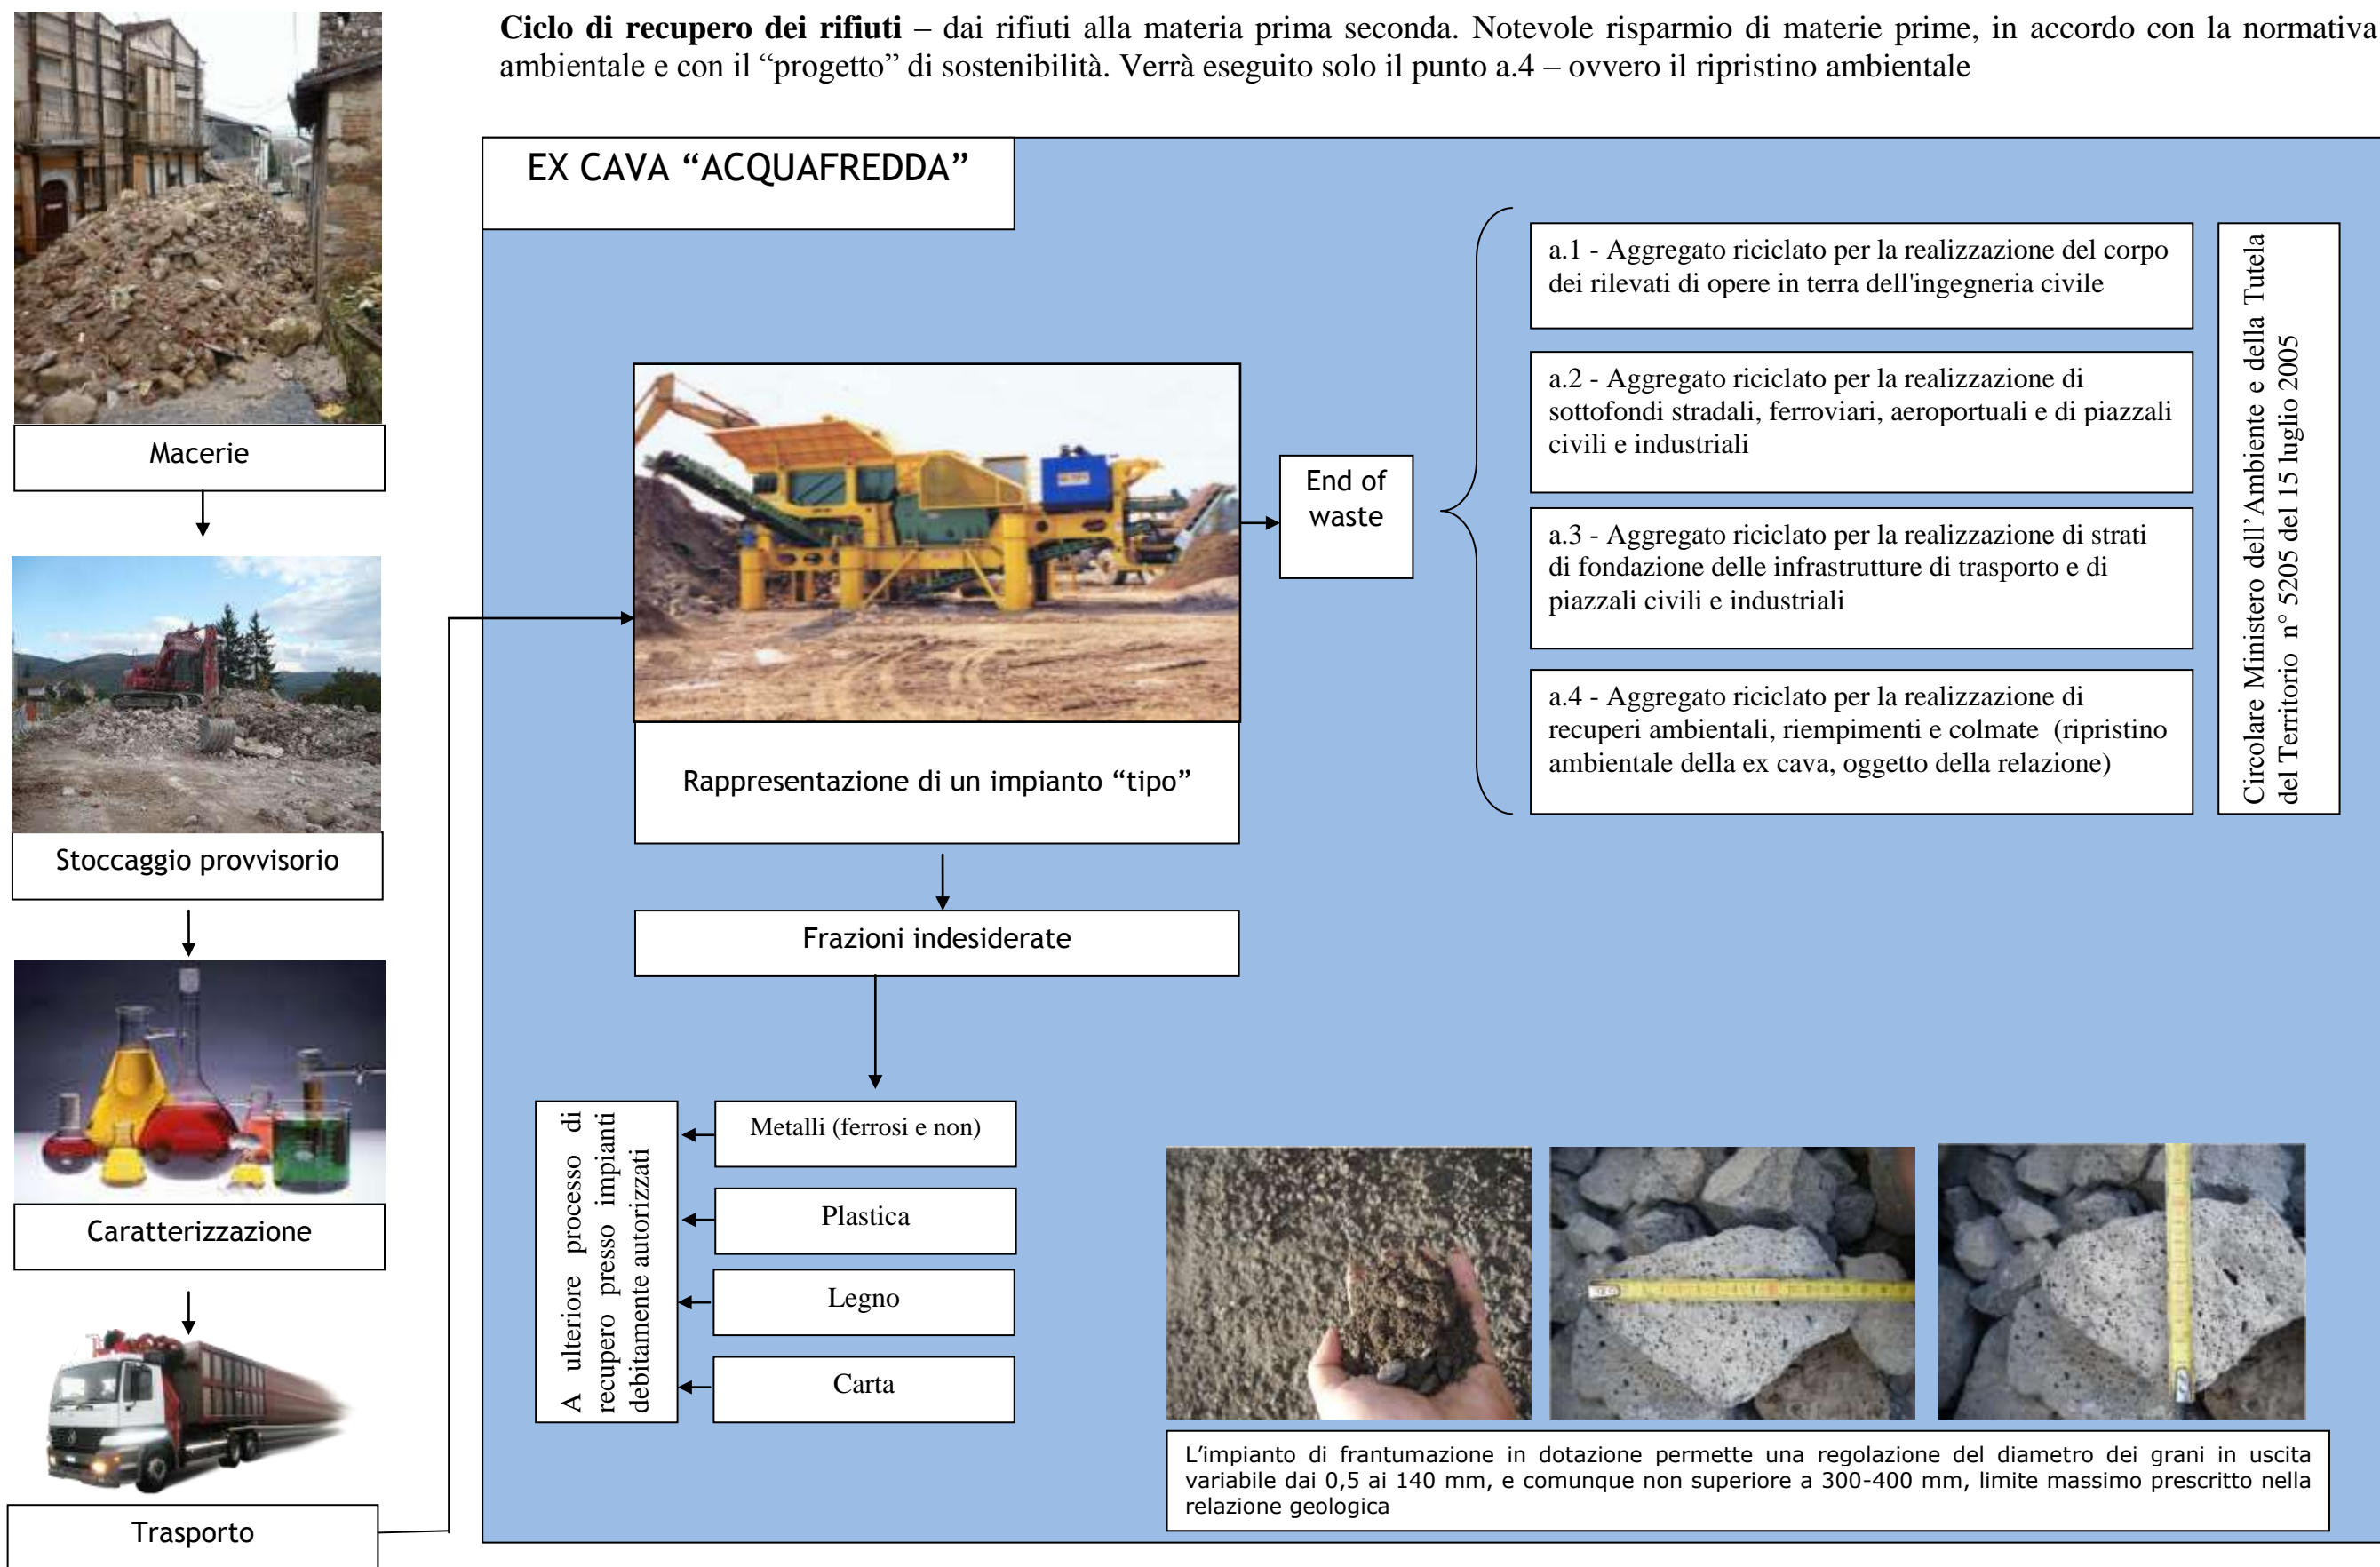 Ciclo di recupero dei rifiuti – dai rifiuti alla materia prima seconda. Notevole risparmio di materie prime, in accordo con la normativa
ambientale e con il “progetto” di sostenibilità. Verrà eseguito solo il punto a.4 – ovvero il ripristino ambientale
Macerie
Stoccaggio provvisorio
Caratterizzazione
Trasporto
EX CAVA “ACQUAFREDDA”
Rappresentazione di un impianto “tipo”
End of
waste
a.1 - Aggregato riciclato per la realizzazione del corpo
dei rilevati di opere in terra dell'ingegneria civile
a.2 - Aggregato riciclato per la realizzazione di
sottofondi stradali, ferroviari, aeroportuali e di piazzali
civili e industriali
a.3 - Aggregato riciclato per la realizzazione di strati
di fondazione delle infrastrutture di trasporto e di
piazzali civili e industriali
a.4 - Aggregato riciclato per la realizzazione di
recuperi ambientali, riempimenti e colmate (ripristino
ambientale della ex cava, oggetto della relazione)
Circolare Ministero dell’Ambiente e della Tutela
del Territorio n° 5205 del 15 luglio 2005
Frazioni indesiderate
Metalli (ferrosi e non)
Plastica
Legno
Carta
A ulteriore processo di
recupero presso impianti
debitamente autorizzati
L’impianto di frantumazione in dotazione permette una regolazione del diametro dei grani in uscita
variabile dai 0,5 ai 140 mm, e comunque non superiore a 300-400 mm, limite massimo prescritto nella
relazione geologica